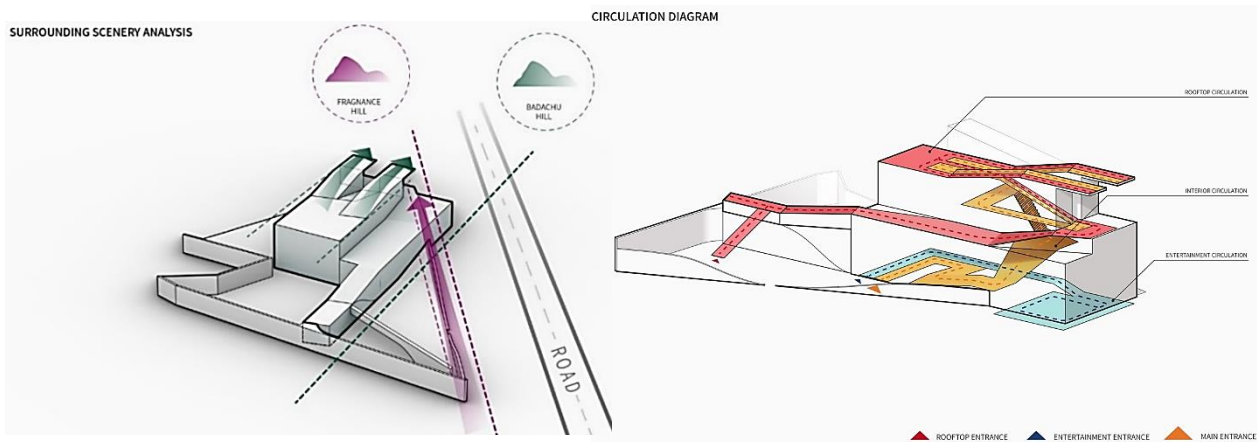 SURROUNDING SCENERY ANALYSIS
FRAGNANCE
HILL
BADACHU
HILL
ROAD
CIRCULATION DIAGRAM
ROOFTOP CIRCULATION
INTERIOR CIRCULATION
ENTERTAINMENT CIRCULATION
ROOFTOP ENTRANCE
ENTERTAINMENT ENTRANCE
MAIN ENTRANCE